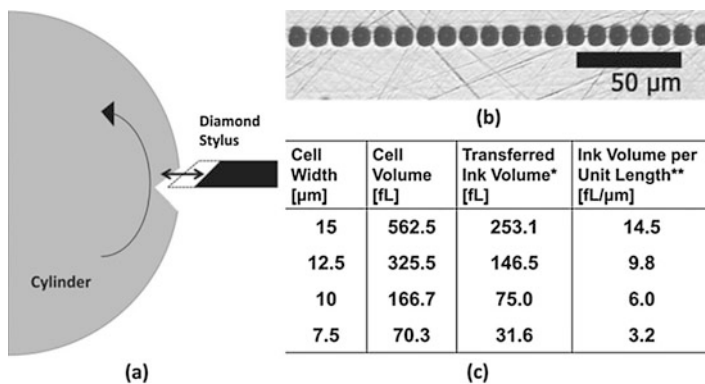 Diamond
Stylus
Cylinder
(a)
50 μm
(b)
Cell Width [μm] Cell Volume [fL] Transferred Ink Volume* [fL] Ink Volume per Unit Length** [fL/μm]
15 562.5 253.1 14.5
12.5 325.5 146.5 9.8
10 166.7 75.0 6.0
7.5 70.3 31.6 3.2
(c)